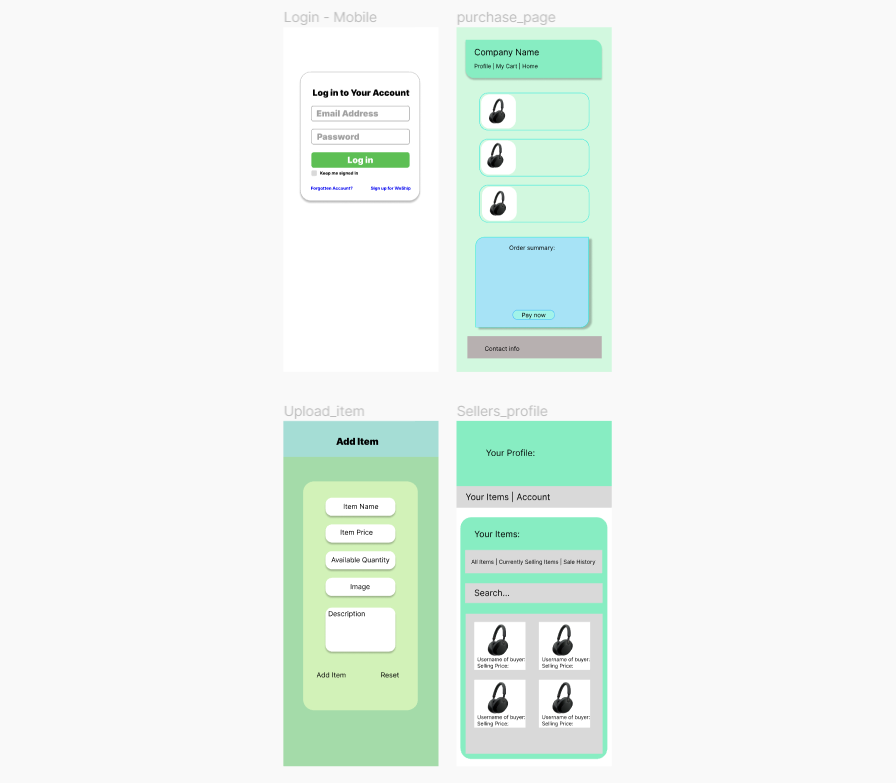 Login - Mobile
Log in to Your Account
Email Address
Password
Log in
Keep me signed in
Forgotten Account? Sign up for WeShip
purchase_page
Company Name
Profile | My Cart | Home
Order summary:
Pay now
Contact info
Upload_item
Add Item
Item Name
Item Price
Available Quantity
Image
Description
Add Item Reset
Sellers_profile
Your Profile:
Your Items | Account
Your Items:
All Items | Currently Selling Items | Sale History
Search...
Username of buyer: Username of buyer:
Selling Price: Selling Price:
Username of buyer: Username of buyer:
Selling Price: Selling Price: